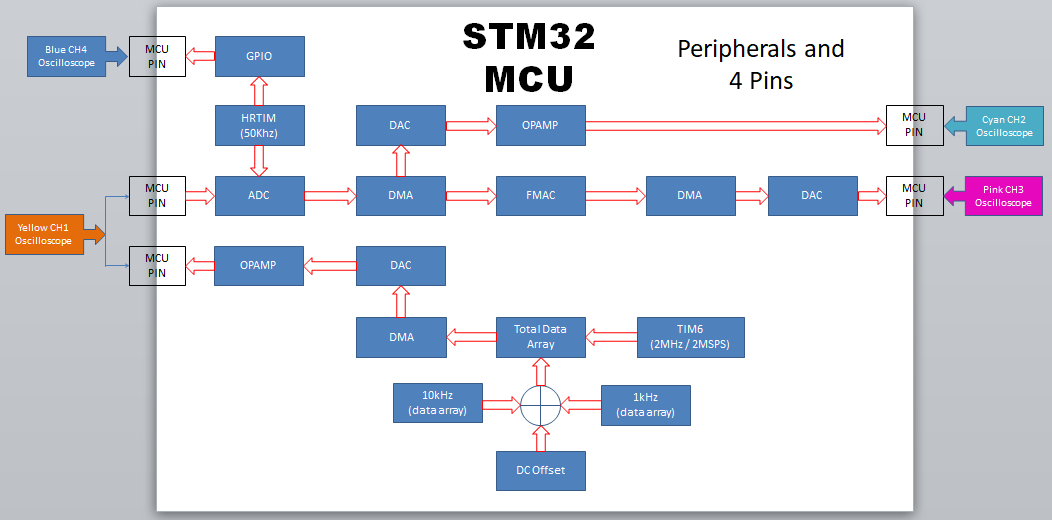 STM32
MCU
Peripherals and
4 Pins
Blue CH4
Oscilloscope
MCU
PIN
GPIO
HRTIM
(50Khz)
DAC
OPAMP
MCU
PIN
Cyan CH2
Oscilloscope
MCU
PIN
ADC
DMA
FMAC
DMA
DAC
MCU
PIN
Pink CH3
Oscilloscope
Yellow CH1
Oscilloscope
MCU
PIN
OPAMP
DAC
DMA
Total Data
Array
TIM6
(2MHz / 2MSPS)
10kHz
(data array)
1kHz
(data array)
DC Offset